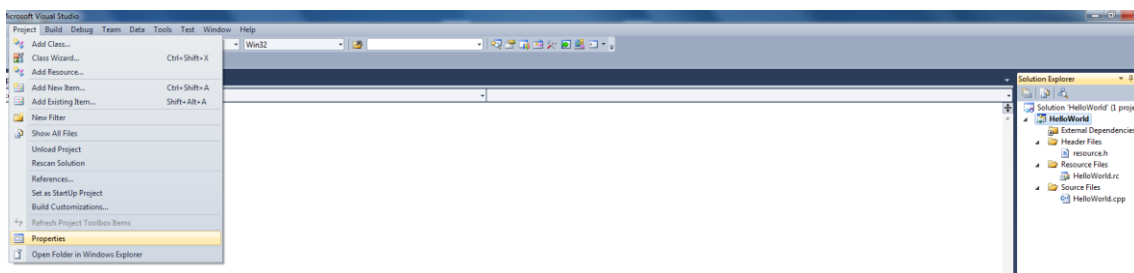 Microsoft Visual Studio
Project Build Debug Team Data Tools Test Window Help
Add Class...
Win32
Class Wizard... Ctrl+Shift+X
Add Resource...
Add New Item... Ctrl+Shift+A
Add Existing Item... Shift+Alt+A
New Filter
Show All Files
Unload Project
Rescan Solution
References...
Set as StartUp Project
Build Customizations...
Refresh Project Toolbox Items
Properties
Open Folder in Windows Explorer
Solution Explorer
Solution 'HelloWorld' (1 proje
HelloWorld
External Dependencies
Header Files
resource.h
Resource Files
HelloWorld.rc
Source Files
HelloWorld.cpp